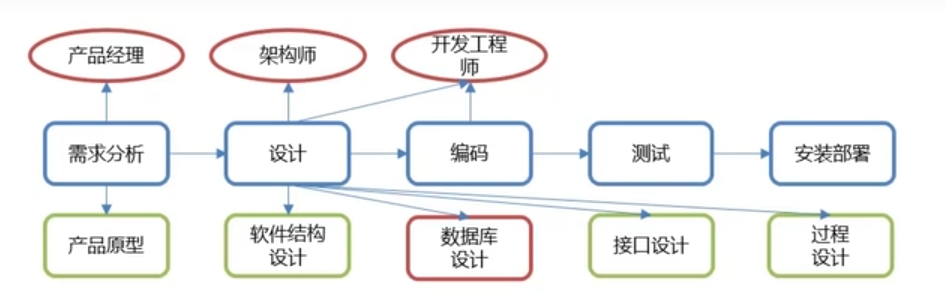 产品经理
架构师
开发工程
师
需求分析
设计
编码
测试
安装部署
产品原型
软件结构
设计
数据库
设计
接口设计
过程
设计